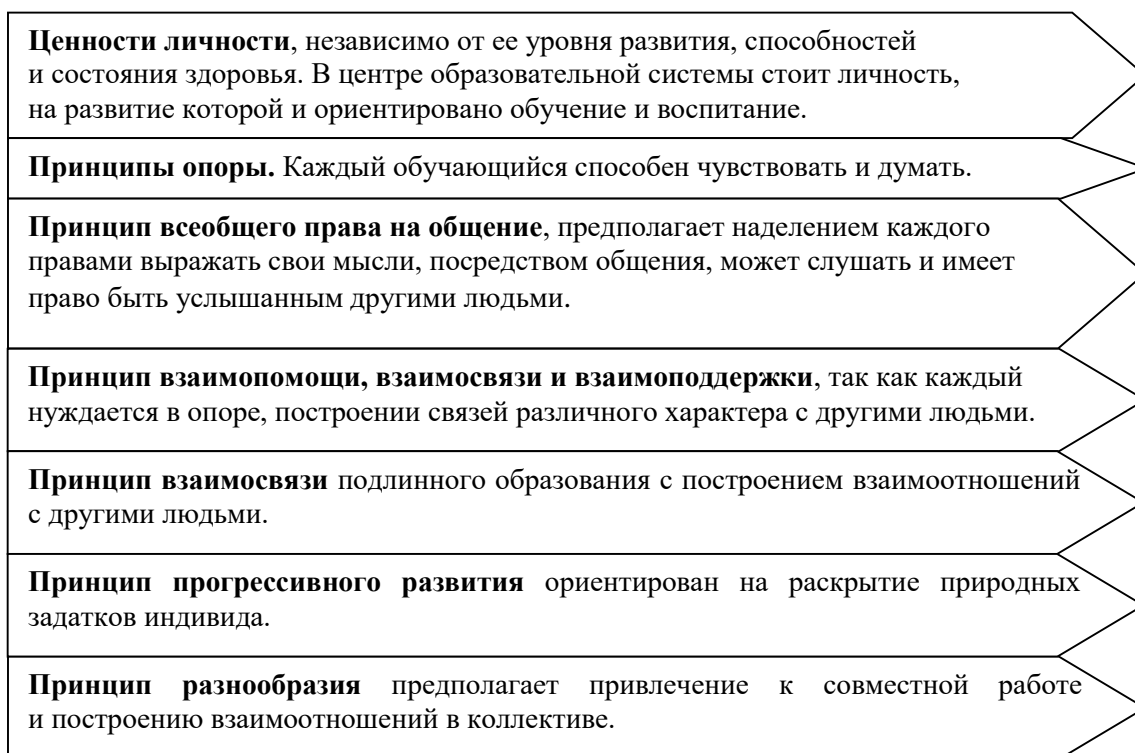 Ценности личности, независимо от ее уровня развития, способностей
и состояния здоровья. В центре образовательной системы стоит личность,
на развитие которой и ориентировано обучение и воспитание.
Принципы опоры. Каждый обучающийся способен чувствовать и думать.
Принцип всеобщего права на общение, предполагает наделением каждого
правами выражать свои мысли, посредством общения, может слушать и имеет
право быть услышанным другими людьми.
Принцип взаимопомощи, взаимосвязи и взаимоподдержки, так как каждый
нуждается в опоре, построении связей различного характера с другими людьми.
Принцип взаимосвязи подлинного образования с построением взаимоотношений
с другими людьми.
Принцип прогрессивного развития ориентирован на раскрытие природных
задатков индивида.
Принцип разнообразия предполагает привлечение к совместной работе
и построению взаимоотношений в коллективе.